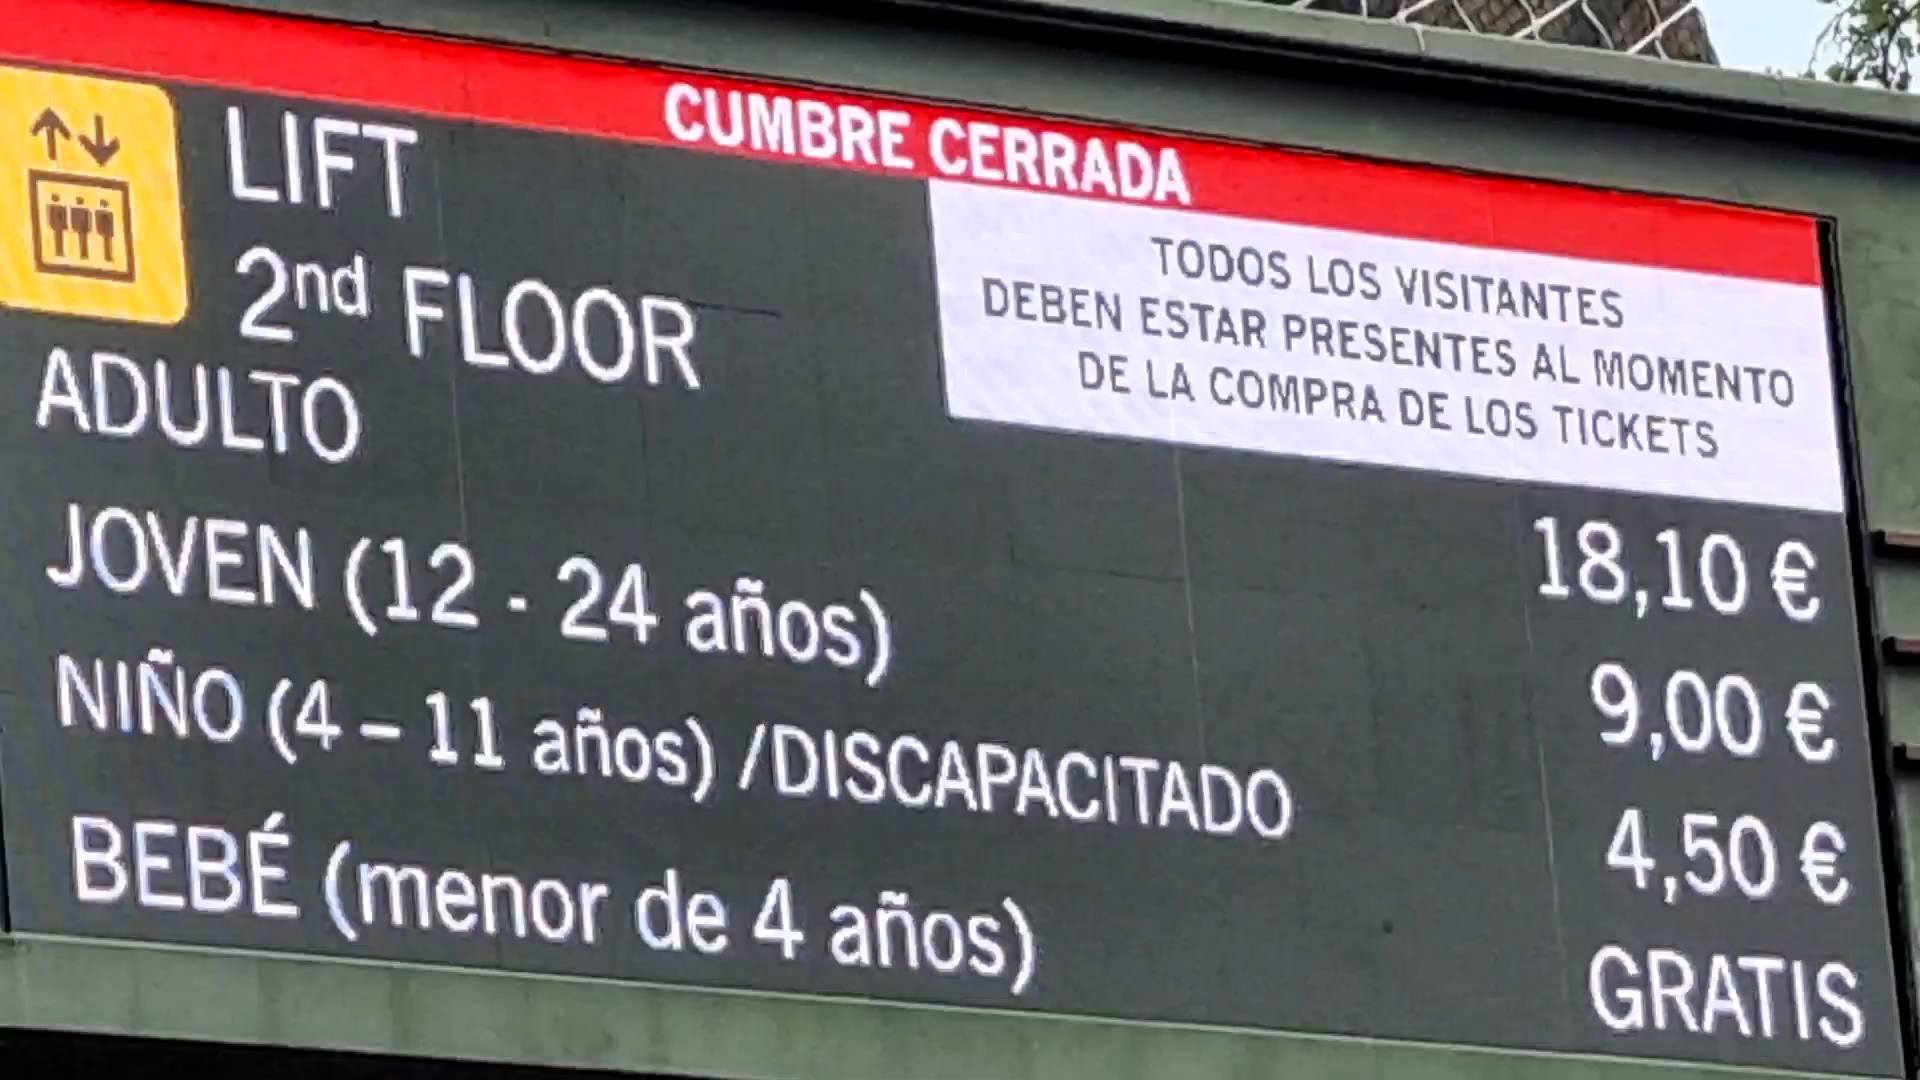 CUMBRE CERRADA
LIFT
2nd FLOOR
TODOS LOS VISITANTES
DEBEN ESTAR PRESENTES AL MOMENTO
DE LA COMPRA DE LOS TICKETS
ADULTO 18,10 €
JOVEN (12 - 24 años) 9,00 €
NIÑO (4 – 11 años) /DISCAPACITADO 4,50 €
BEBÉ (menor de 4 años) GRATIS